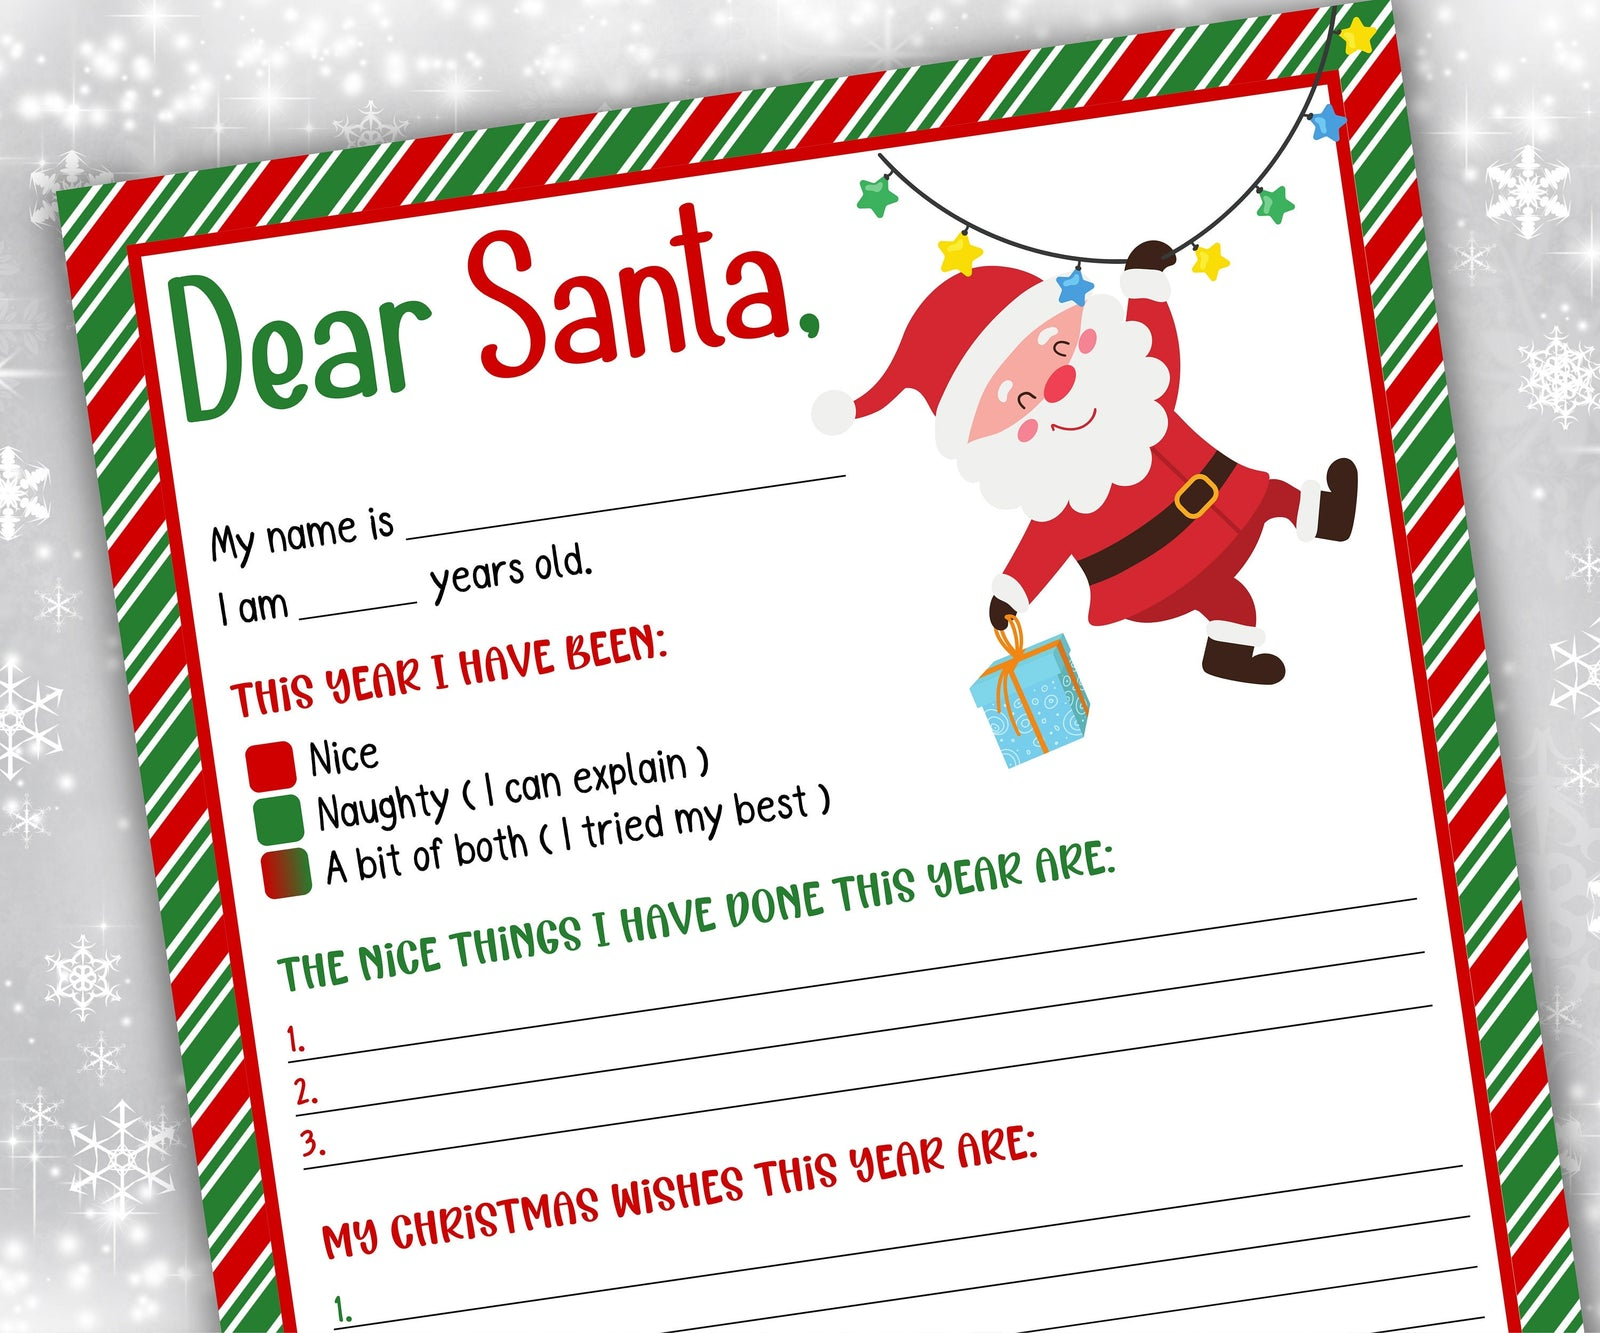 Dear Santa,
My name is
I am years old.
THIS YEAR I HAVE BEEN:
Nice
Naughty ( I can explain )
A bit of both ( I tried my best )
THE NICE THINGS I HAVE DONE THIS YEAR ARE:
1.
2.
3.
MY CHRISTMAS WISHES THIS YEAR ARE:
1.